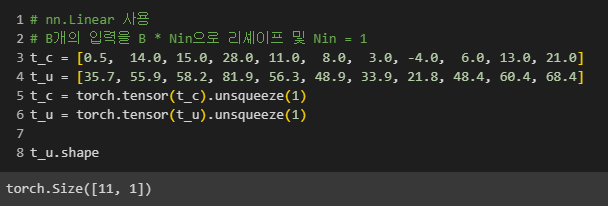 1 # nn.Linear 사용
2 # B개의 입력을 B * Nin으로 리셰이프 및 Nin = 1
3 t_c = [0.5, 14.0, 15.0, 28.0, 11.0, 8.0, 3.0, -4.0, 6.0, 13.0, 21.0]
4 t_u = [35.7, 55.9, 58.2, 81.9, 56.3, 48.9, 33.9, 21.8, 48.4, 60.4, 68.4]
5 t_c = torch.tensor(t_c).unsqueeze(1)
6 t_u = torch.tensor(t_u).unsqueeze(1)
7
8 t_u.shape
torch.Size([11, 1])